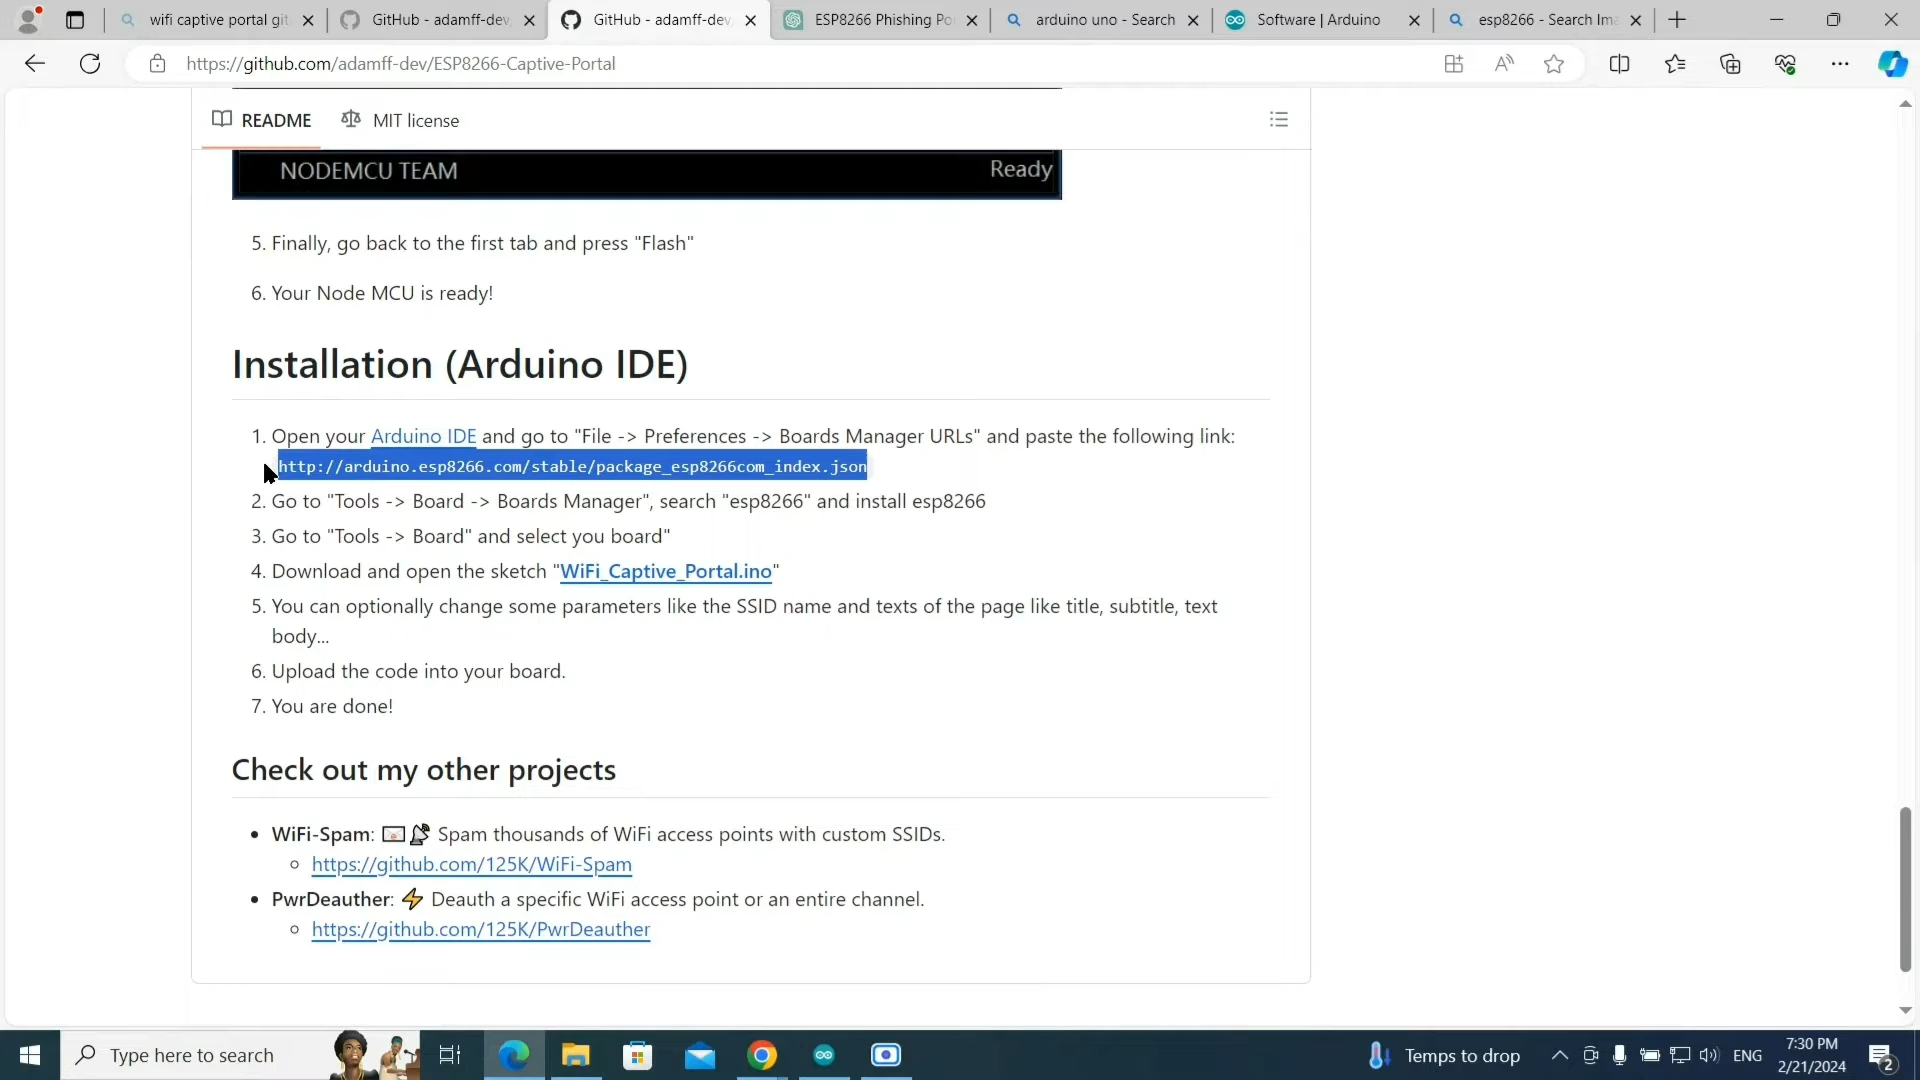 wifi captive portal git
GitHub - adamff-dev
GitHub - adamff-dev
ESP8266 Phishing Po
arduino uno - Search
Software | Arduino
esp8266 - Search Im
https://github.com/adamff-dev/ESP8266-Captive-Portal
README
MIT license
NODEMCU TEAM
Ready
5. Finally, go back to the first tab and press "Flash"
6. Your Node MCU is ready!
Installation (Arduino IDE)
1. Open your Arduino IDE and go to "File -> Preferences -> Boards Manager URLs" and paste the following link:
http://arduino.esp8266.com/stable/package_esp8266com_index.json
2. Go to "Tools -> Board -> Boards Manager", search "esp8266" and install esp8266
3. Go to "Tools -> Board" and select you board"
4. Download and open the sketch "WiFi_Captive_Portal.ino"
5. You can optionally change some parameters like the SSID name and texts of the page like title, subtitle, text
body...
6. Upload the code into your board.
7. You are done!
Check out my other projects
WiFi-Spam: Spam thousands of WiFi access points with custom SSIDs.
https://github.com/125K/WiFi-Spam
PwrDeauther: ⚡ Deauth a specific WiFi access point or an entire channel.
https://github.com/125K/PwrDeauther
Type here to search
Temps to drop
ENG
7:30 PM
2/21/2024
2